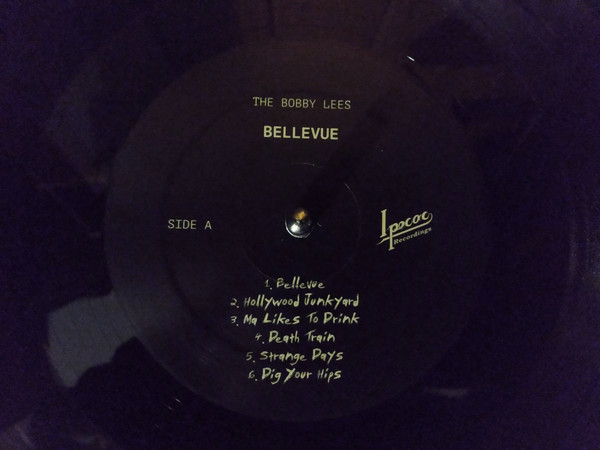 THE BOBBY LEES
BELLEVUE
SIDE A
Ipecac
Recordings
1. Bellevue
2. Hollywood Junkyard
3. Ma Likes To Drink
4. Death Train
5. Strange Days
6. Dig Your Hips